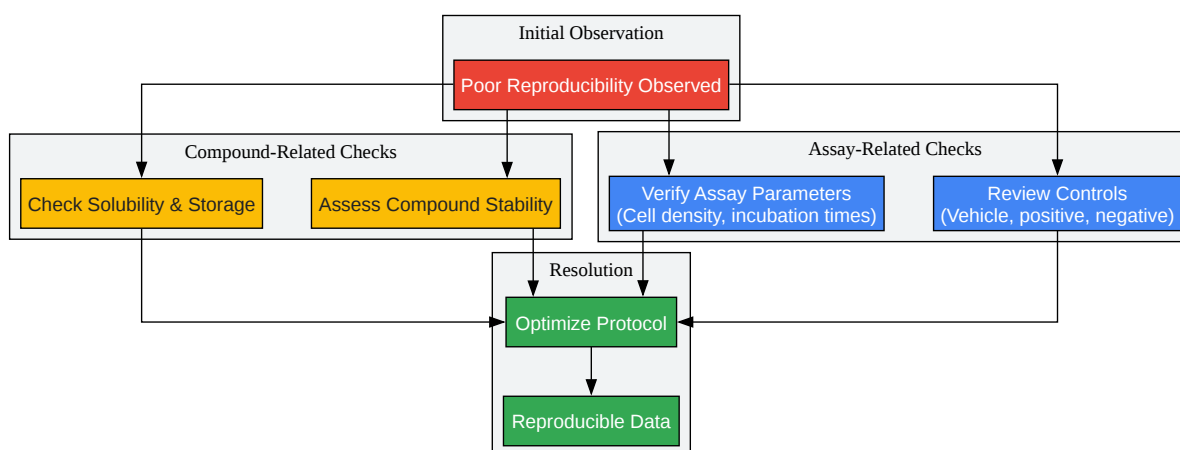 Initial Observation
Poor Reproducibility Observed
Compound-Related Checks
Assay-Related Checks
Check Solubility & Storage
Assess Compound Stability
Verify Assay Parameters
(Cell density, incubation times)
Review Controls
(Vehicle, positive, negative)
Resolution
Optimize Protocol
Reproducible Data